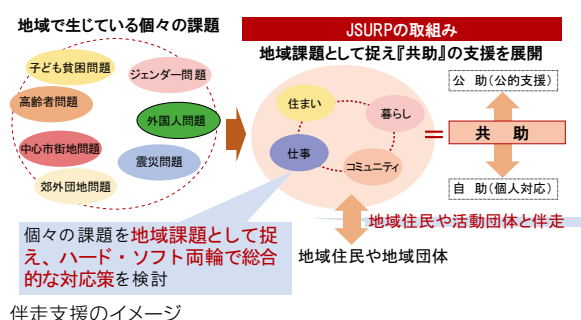 地域で生じている個々の課題
子ども貧困問題
ジェンダー問題
高齢者問題
外国人問題
中心市街地問題
震災問題
郊外団地問題
JSURPの取組み
地域課題として捉え『共助』の支援を展開
住まい
暮らし
仕事
コミュニティ
=
公 助(公的支援)
共 助
自 助(個人対応)
地域住民や活動団体と伴走
地域住民や地域団体
個々の課題を地域課題として捉
え、ハード・ソフト両輪で総合
的な対応策を検討
伴走支援のイメージ